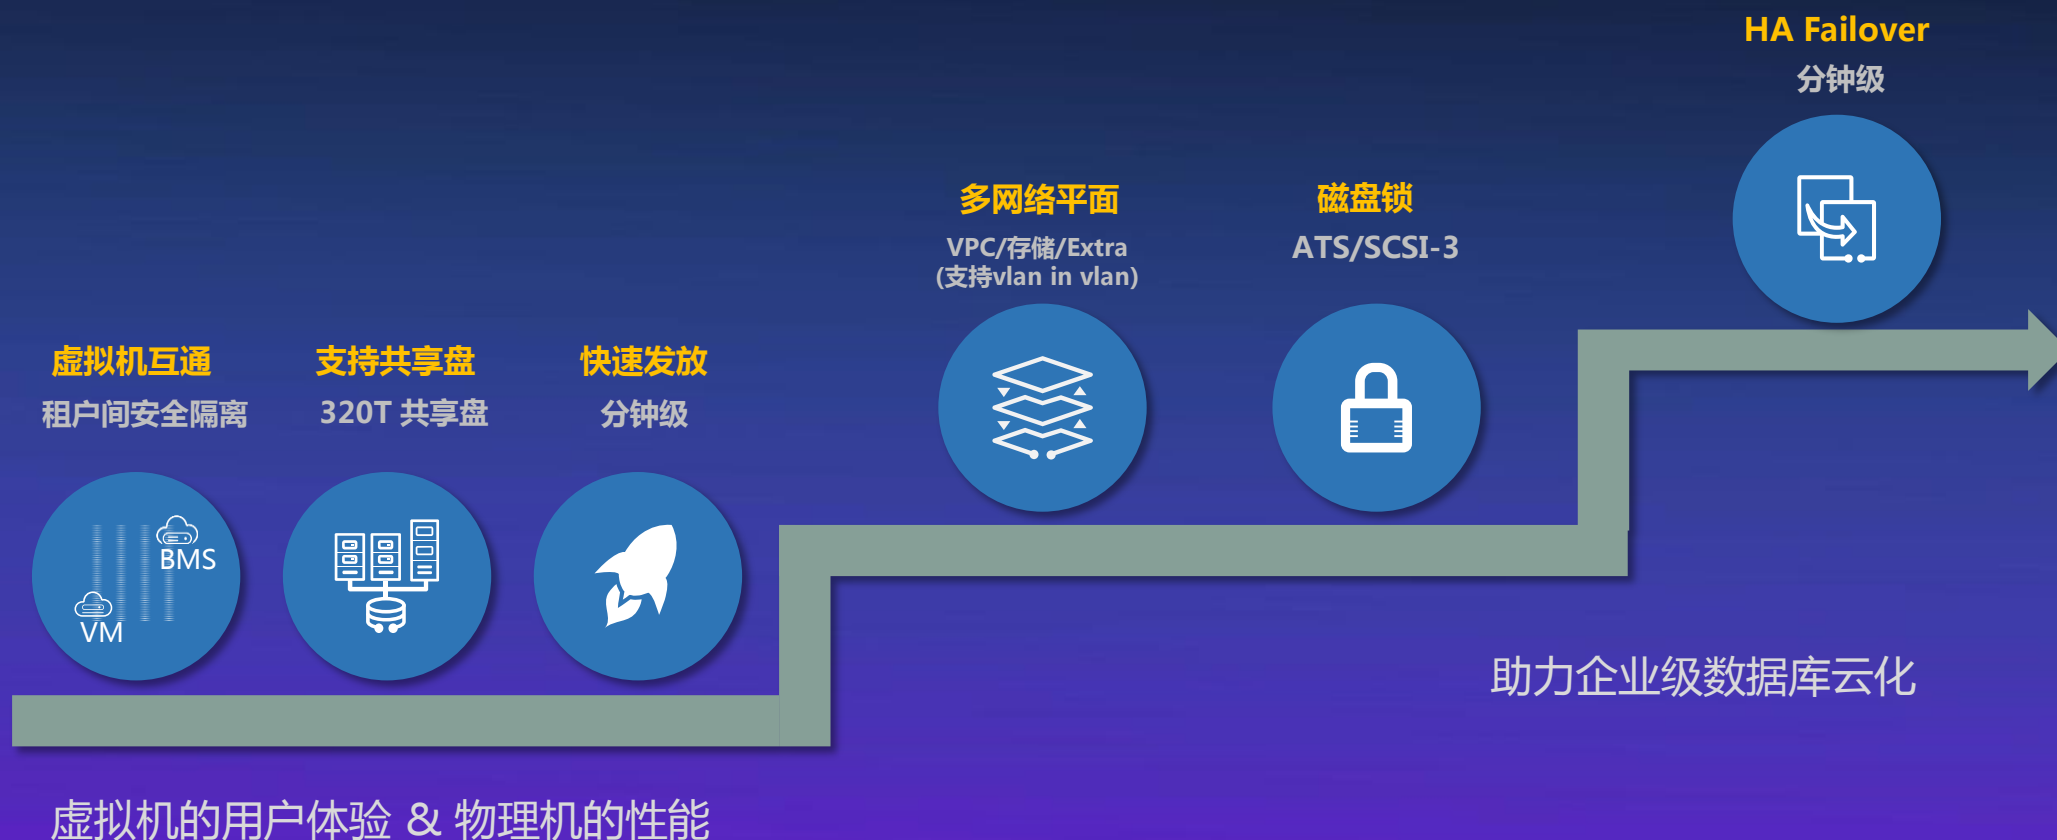 HA Failover
分钟级
多网络平面
VPC/存储/Extra
(支持vlan in vlan)
磁盘锁
ATS/SCSI-3
虚拟机互通
租户间安全隔离
支持共享盘
320T 共享盘
快速发放
分钟级
BMS
VM
助力企业级数据库云化
虚拟机的用户体验 & 物理机的性能